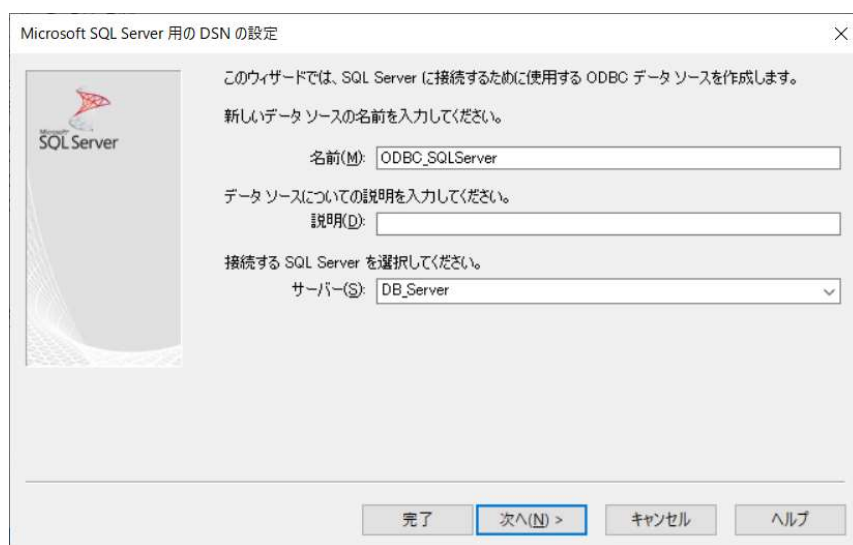 Microsoft SQL Server 用の DSN の設定
このウィザードでは、SQL Server に接続するために使用する ODBC データ ソースを作成します。
新しいデータ ソースの名前を入力してください。
名前(M): ODBC_SQLServer
データ ソースについての説明を入力してください。
説明(D):
接続する SQL Server を選択してください。
サーバー(S): DB_Server
Microsoft
SQL Server
完了
次へ(N) >
キャンセル
ヘルプ